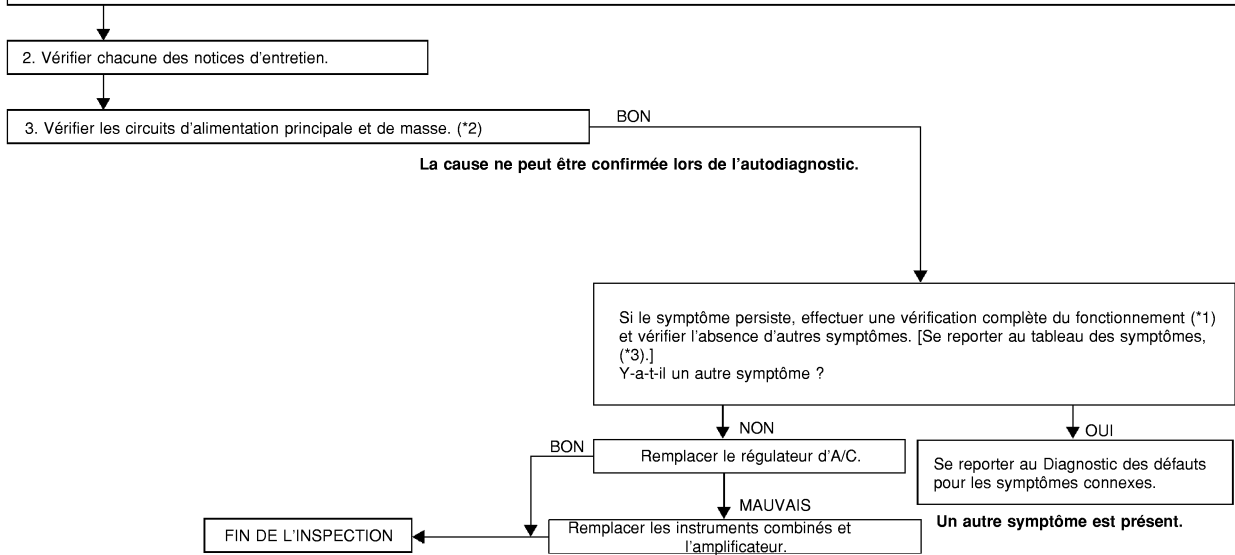 2. Vérifier chacune des notices d'entretien.
3. Vérifier les circuits d'alimentation principale et de masse. (*2)
BON
La cause ne peut être confirmée lors de l'autodiagnostic.
Si le symptôme persiste, effectuer une vérification complète du fonctionnement (*1)
et vérifier l'absence d'autres symptômes. [Se reporter au tableau des symptômes,
(*3).]
Y-a-t-il un autre symptôme ?
NON
OUI
BON
Remplacer le régulateur d'A/C.
Se reporter au Diagnostic des défauts
pour les symptômes connexes.
MAUVAIS
Un autre symptôme est présent.
FIN DE L'INSPECTION
Remplacer les instruments combinés et
l'amplificateur.